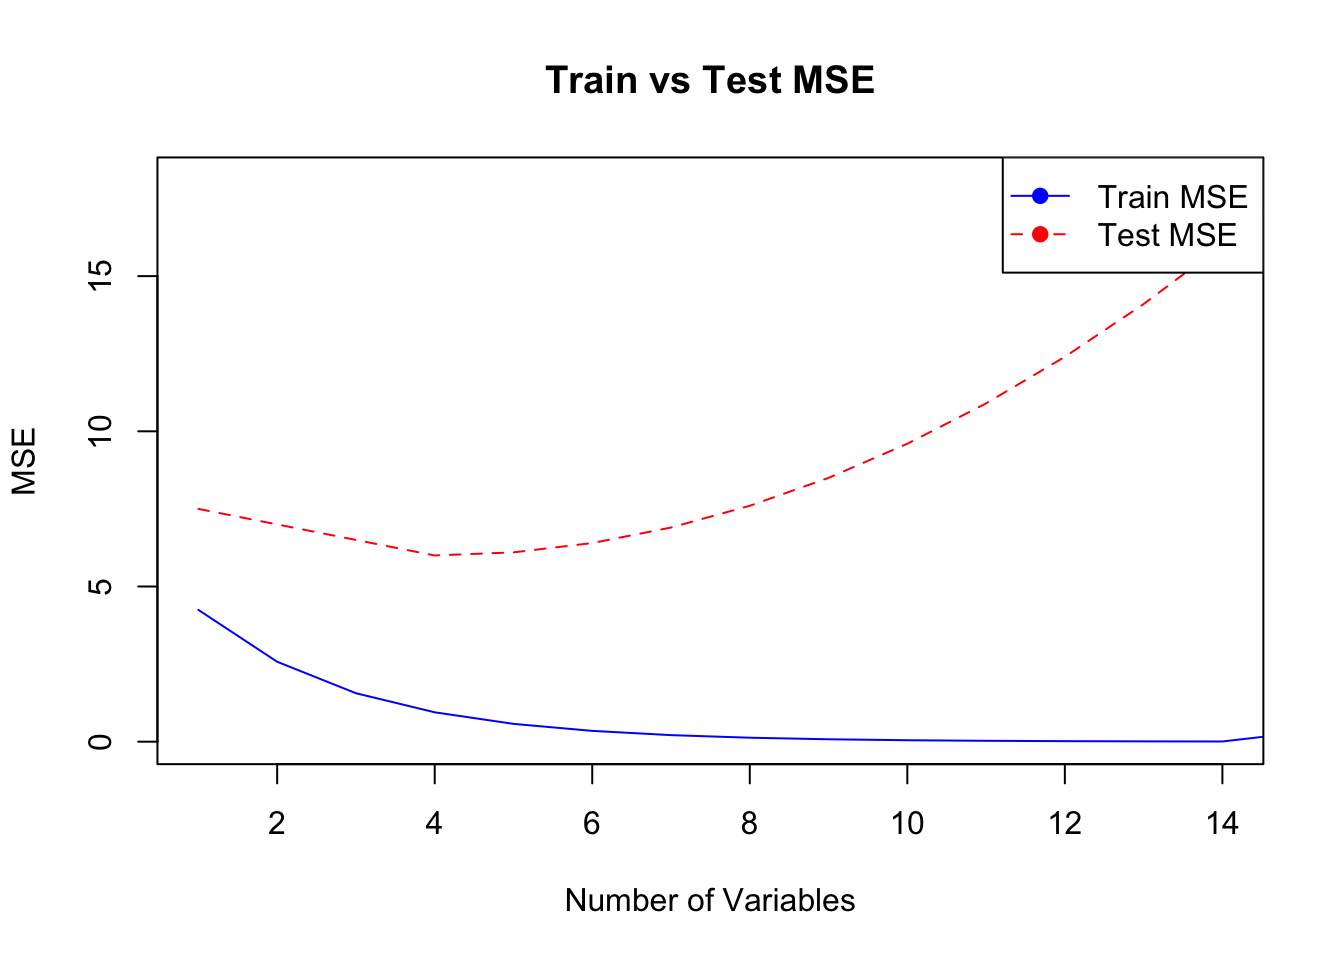 Train vs Test MSE
Train MSE
Test MSE
MSE
15
10
5
0
2 4 6 8 10 12 14
Number of Variables